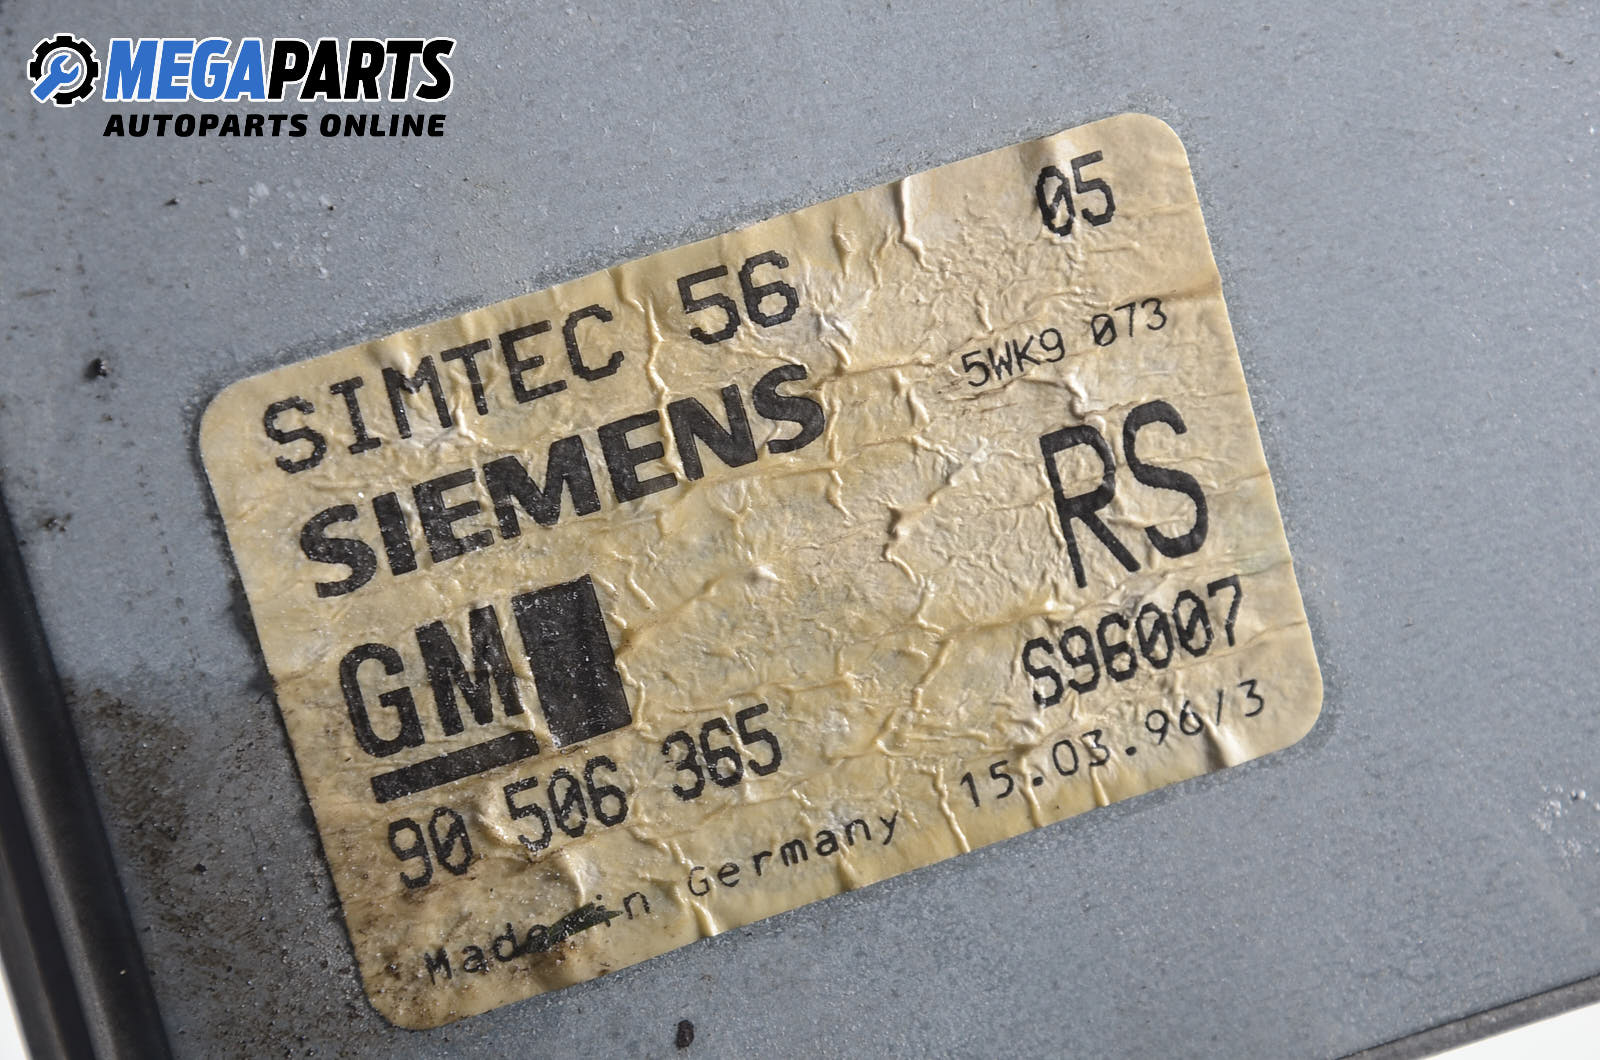 MEGAPARTS
AUTOPARTS ONLINE
SIMTEC 56 05
SIEMENS 5WK9 073
GM RS
90 506 365 S96007
Made in Germany 15.03.96/3